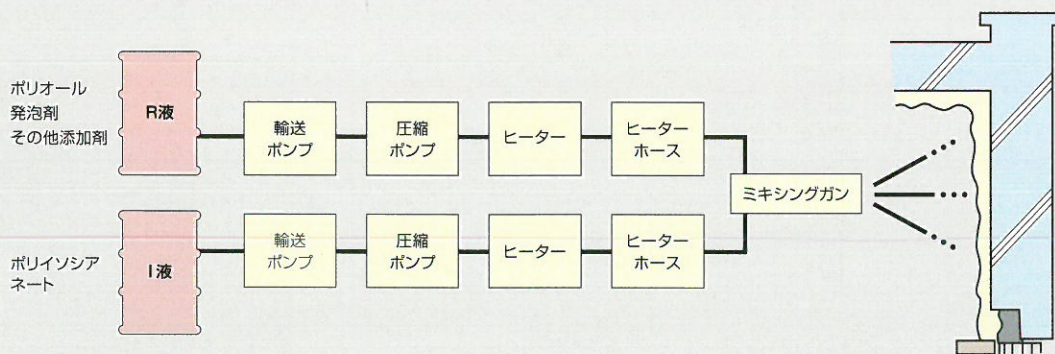 ポリオール
発泡剤
その他添加剤
R液
輸送
ポンプ
圧縮
ポンプ
ヒーター
ヒーター
ホース
ミキシングガン
ポリイソシア
ネート
I液
輸送
ポンプ
圧縮
ポンプ
ヒーター
ヒーター
ホース